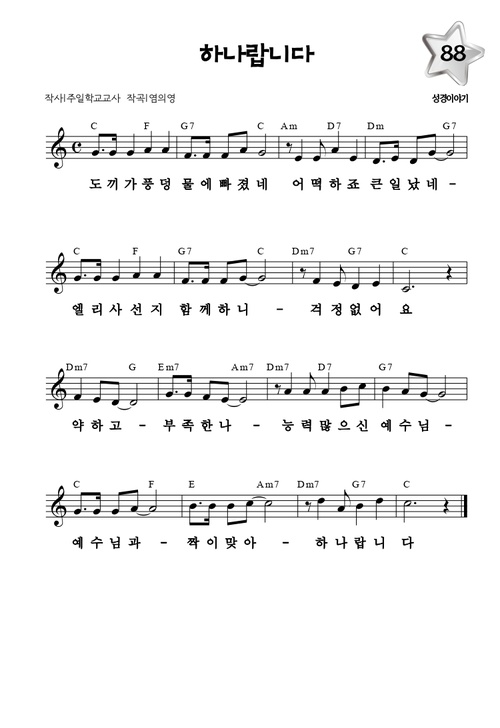 하나랍니다
88
작사|주일학교교사 작곡|염의영
성경이야기
C F G7 C Am D7 Dm G7
도끼가풍덩 물에빠졌네 어떡하죠 큰일났네-
C F G7 C Dm7 G7 C
엘리사선지 함께하니 - 걱정없어 요
Dm7 G Em7 Am7 Dm7 D7 G7
약하고- 부족한나 - 능력많으신 예수님-
C F E Am7 Dm7 G7 C
예수님과- 짝이맞아 - 하나랍니 다